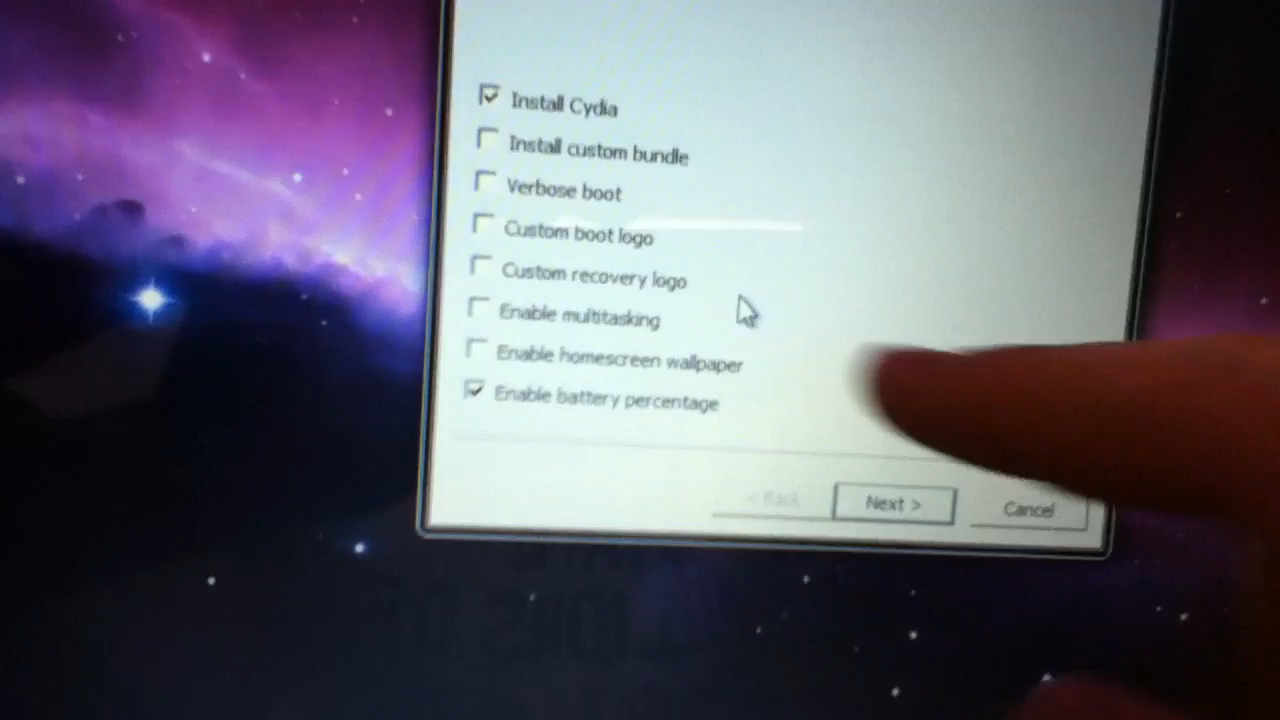 Install Cydia
Install custom bundle
Verbose boot
Custom boot logo
Custom recovery logo
Enable multitasking
Enable homescreen wallpaper
Enable battery percentage
< Back Next > Cancel